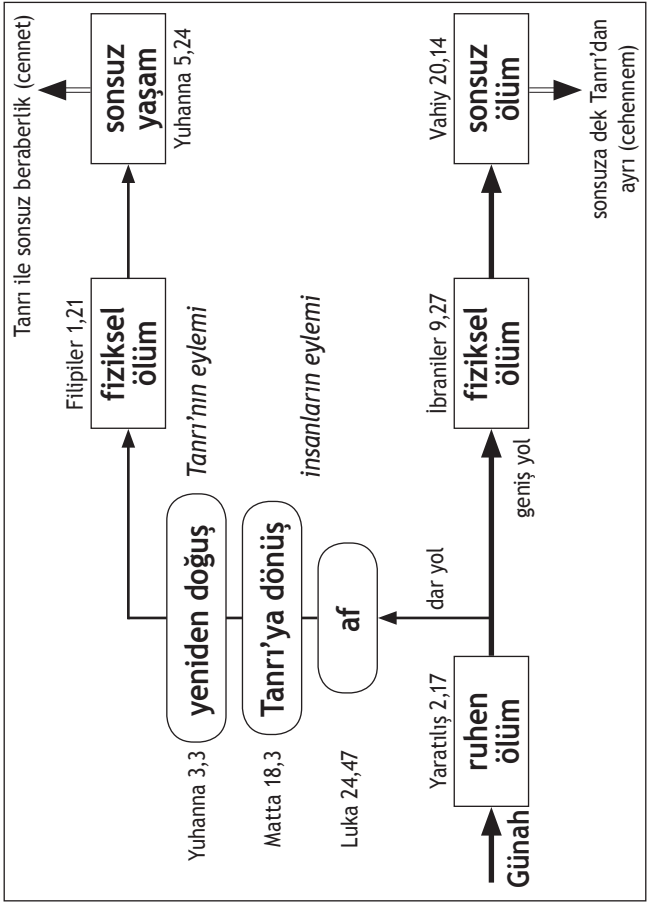 Tanrı ile sonsuz beraberlik (cennet)
Filipiler 1,21
fiziksel
ölüm
sonsuz
yaşam
Yuhanna 5,24
Yuhanna 3,3
yeniden doğuş
Tanrı'nın eylemi
Matta 18,3
Tanrı'ya dönüş
insanların eylemi
Luka 24,47
af
dar yol
Günah
Yaratılış 2,17
ruhen
ölüm
geniş yol
İbraniler 9,27
fiziksel
ölüm
Vahiy 20,14
sonsuz
ölüm
sonsuza dek Tanrı'dan
ayrı (cehennem)